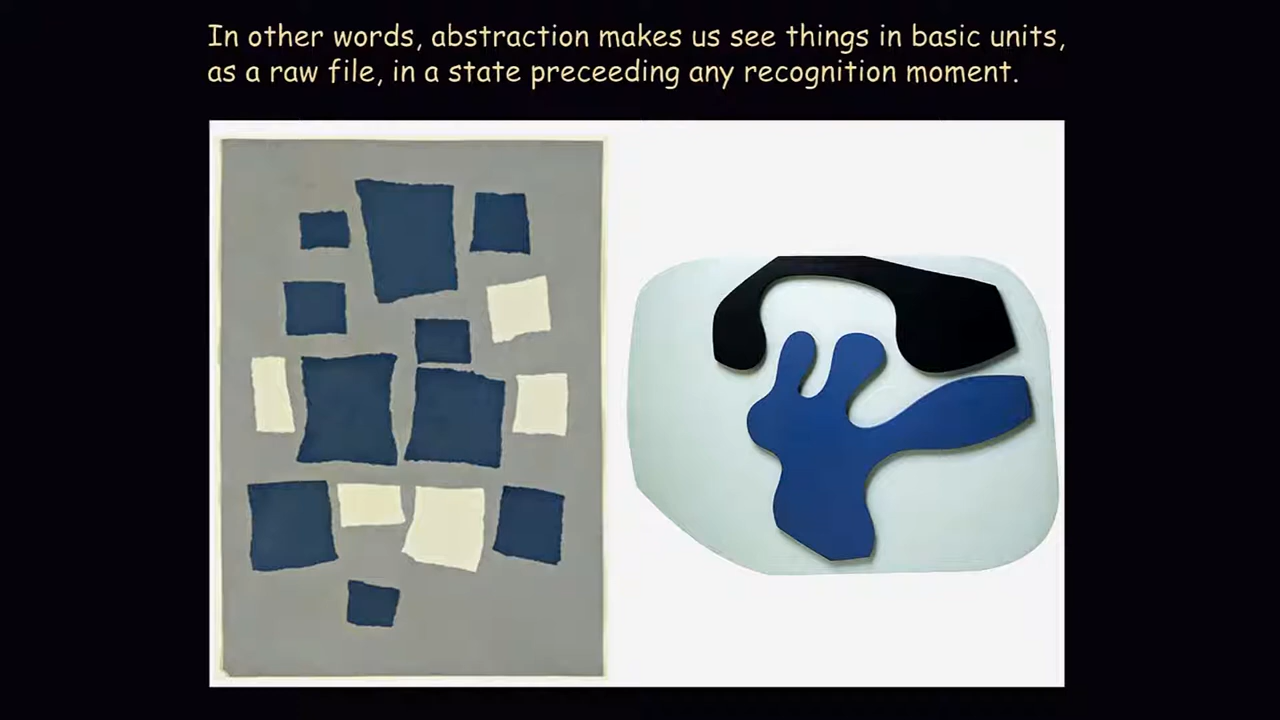 In other words, abstraction makes us see things in basic units,
as a raw file, in a state preceeding any recognition moment.